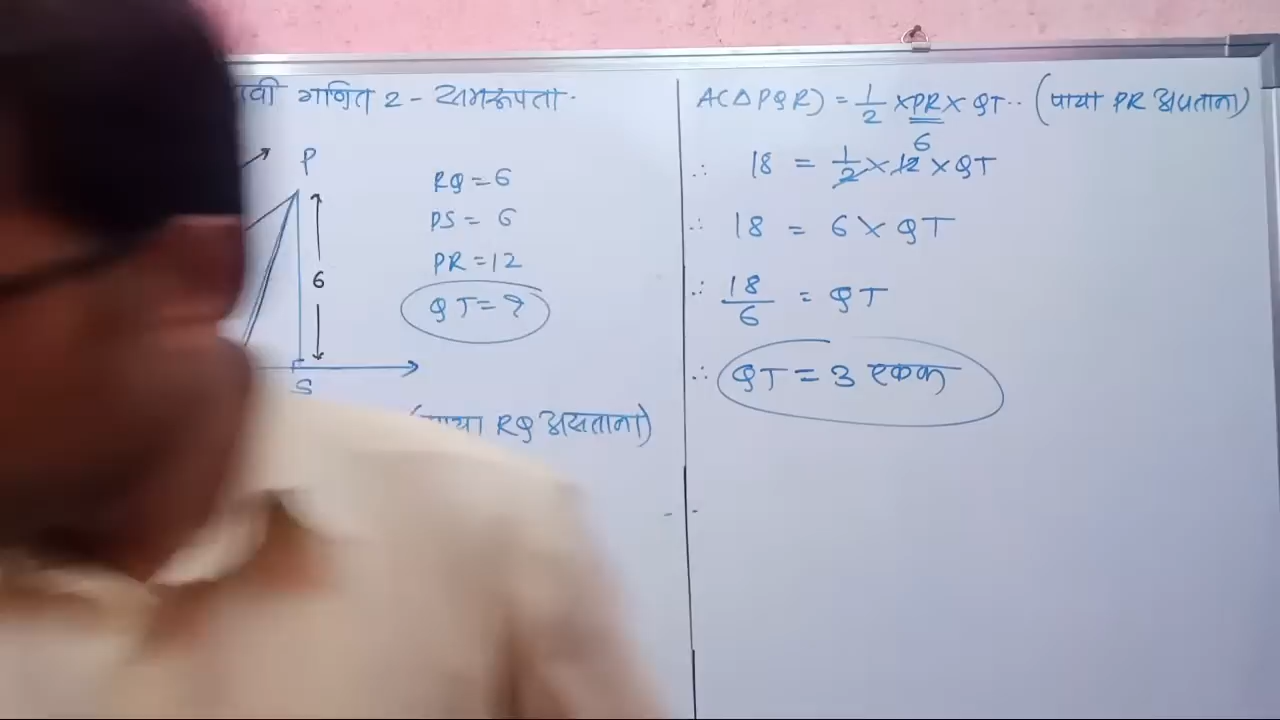 गणित 2 - समरूपता.
P
6
S
RQ = 6
PS = 6
PR = 12
QT = ?
RQ असताना)
A(△PQR) = 1/2 × PR × QT .. (पाया PR असताना)
6
∴ 18 = 1/2 × 12 × QT
∴ 18 = 6 × QT
∴ 18/6 = QT
∴ QT = 3 एकक